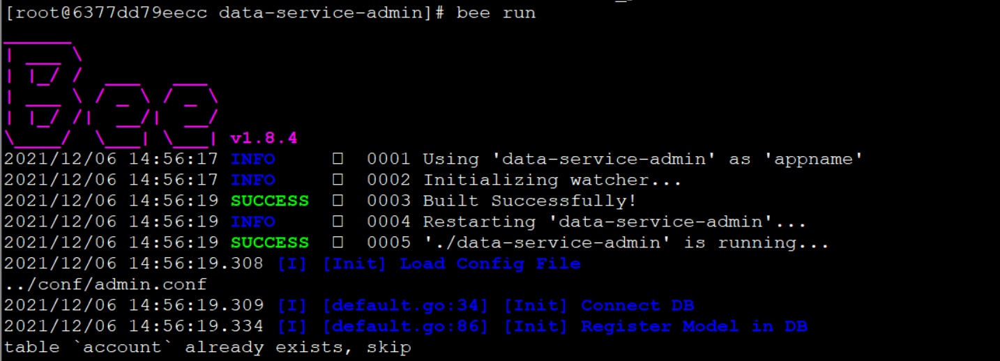 [root@6377dd79eecc data-service-admin]# bee run
______
|  ___ \
| |_/ /  ___   ___
|  ___ \ / _ \ / _ \
| |_/ /|  __/|  __/
\____/  \___| \___| v1.8.4
2021/12/06 14:56:17 INFO     ▯  0001 Using 'data-service-admin' as 'appname'
2021/12/06 14:56:17 INFO     ▯  0002 Initializing watcher...
2021/12/06 14:56:19 SUCCESS  ▯  0003 Built Successfully!
2021/12/06 14:56:19 INFO     ▯  0004 Restarting 'data-service-admin'...
2021/12/06 14:56:19 SUCCESS  ▯  0005 './data-service-admin' is running...
2021/12/06 14:56:19.308 [I] [Init] Load Config File
../conf/admin.conf
2021/12/06 14:56:19.309 [I] [default.go:34] [Init] Connect DB
2021/12/06 14:56:19.334 [I] [default.go:86] [Init] Register Model in DB
table `account` already exists, skip